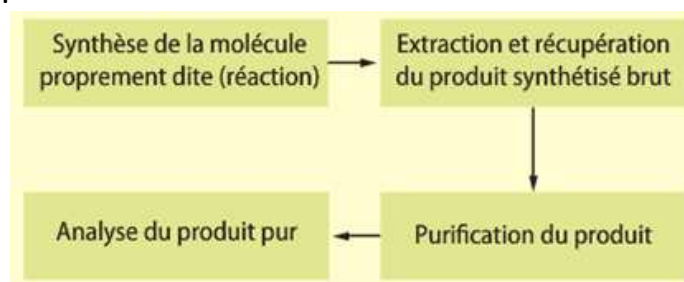 Synthèse de la molécule
proprement dite (réaction)
Extraction et récupération
du produit synthétisé brut
Analyse du produit pur
Purification du produit